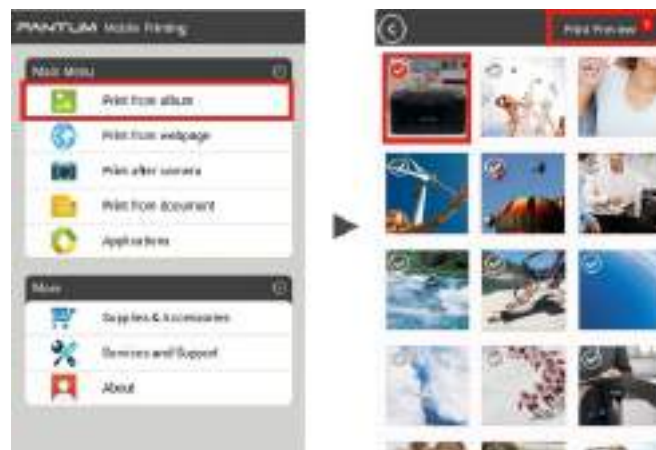 PANTUM Mobile Printing
Main Menu
Print from album
Print from webpage
Print after camera
Print from document
Applications
More
Supplies & Accessories
Services and Support
About
Print Preview